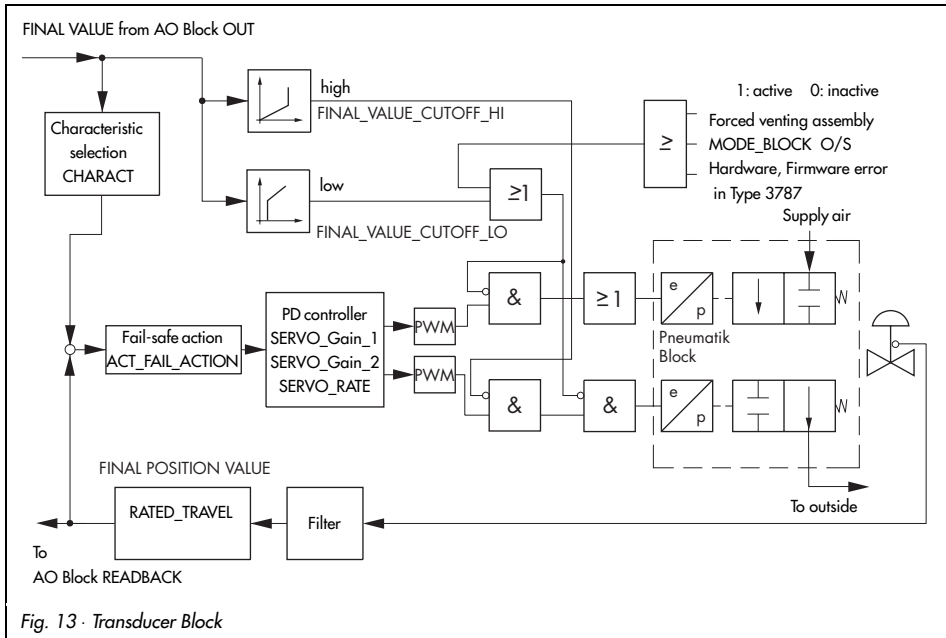 FINAL VALUE from AO Block OUT
high
FINAL_VALUE_CUTOFF_HI
1: active 0: inactive
Forced venting assembly
MODE_BLOCK O/S
Hardware, Firmware error
in Type 3787
≥
Characteristic
selection
CHARACT
low
FINAL_VALUE_CUTOFF_LO
≥1
Supply air
&
≥1
e
p
Pneumatik
Block
PD controller
SERVO_Gain_1
SERVO_Gain_2
SERVO_RATE
PWM
PWM
Fail-safe action
ACT_FAIL_ACTION
&
&
e
p
To outside
FINAL POSITION VALUE
RATED_TRAVEL
Filter
To
AO Block READBACK
Fig. 13 · Transducer Block